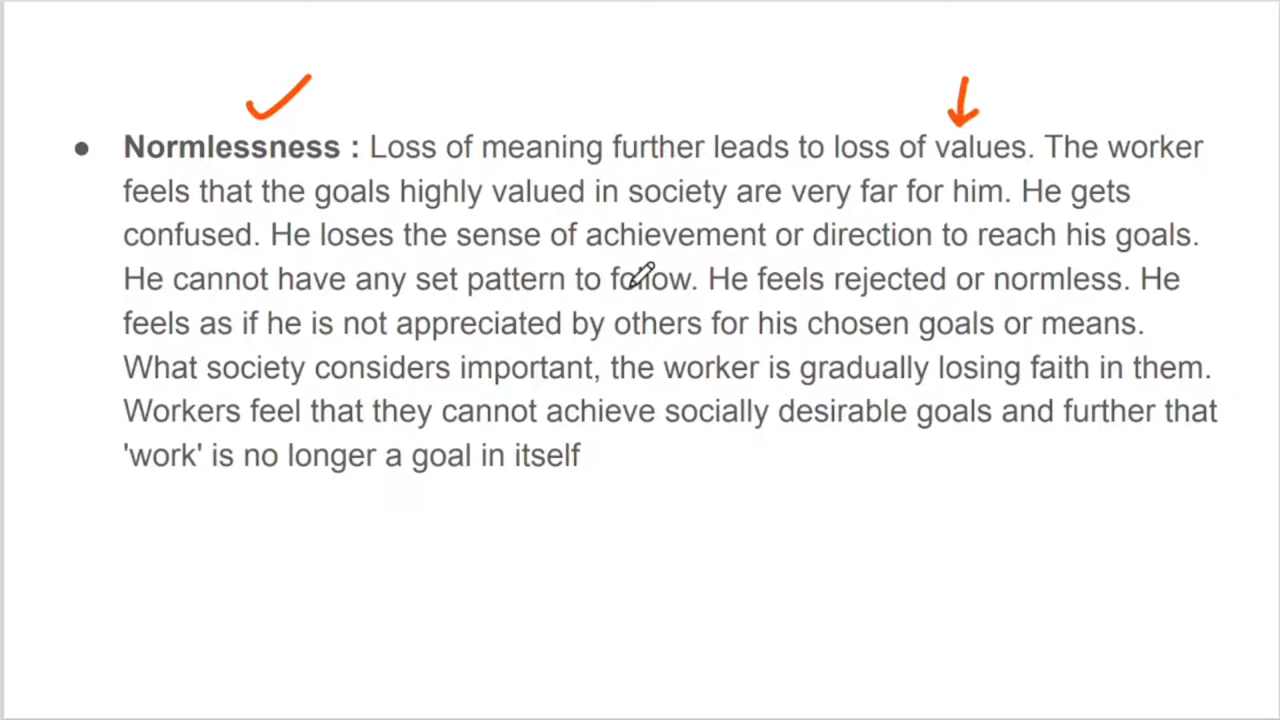 ● Normlessness : Loss of meaning further leads to loss of values. The worker
feels that the goals highly valued in society are very far for him. He gets
confused. He loses the sense of achievement or direction to reach his goals.
He cannot have any set pattern to follow. He feels rejected or normless. He
feels as if he is not appreciated by others for his chosen goals or means.
What society considers important, the worker is gradually losing faith in them.
Workers feel that they cannot achieve socially desirable goals and further that
'work' is no longer a goal in itself